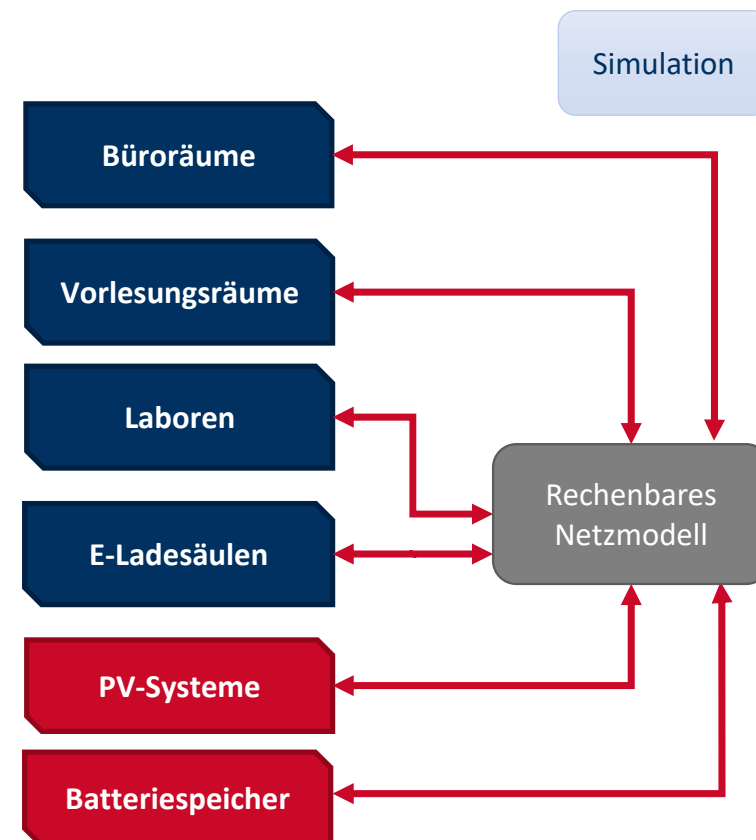 Simulation
Büroräume
Vorlesungsräume
Laboren
Rechenbares
Netzmodell
E-Ladesäulen
PV-Systeme
Batteriespeicher